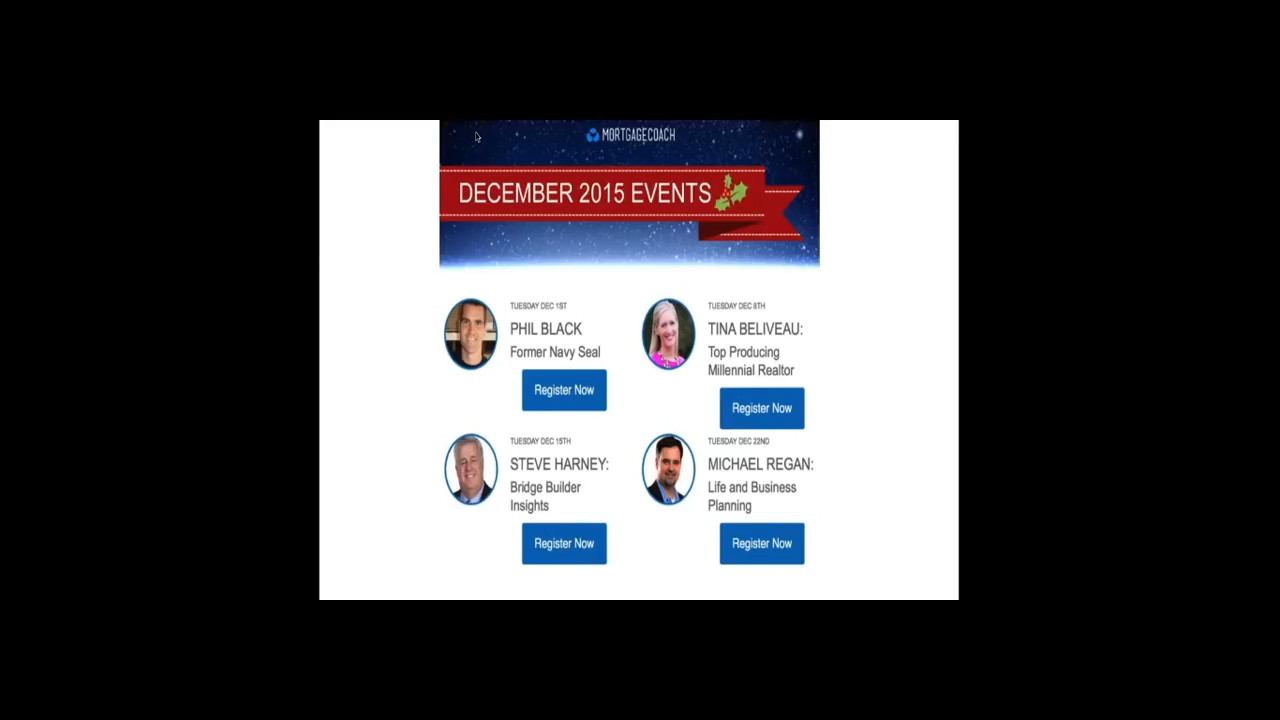 MORTGAGECOACH
DECEMBER 2015 EVENTS
TUESDAY DEC 1ST
PHIL BLACK
Former Navy Seal
Register Now
TUESDAY DEC 8TH
TINA BELIVEAU:
Top Producing
Millennial Realtor
Register Now
TUESDAY DEC 15TH
STEVE HARNEY:
Bridge Builder
Insights
Register Now
TUESDAY DEC 22ND
MICHAEL REGAN:
Life and Business
Planning
Register Now